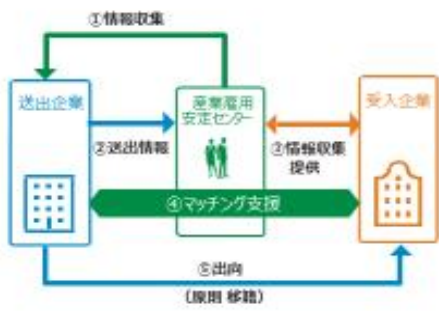 ①情報収集
送出企業
産業雇用
安定センター
受入企業
②送出情報
③情報収集
提供
④マッチング支援
⑤出向
(原則 移籍)